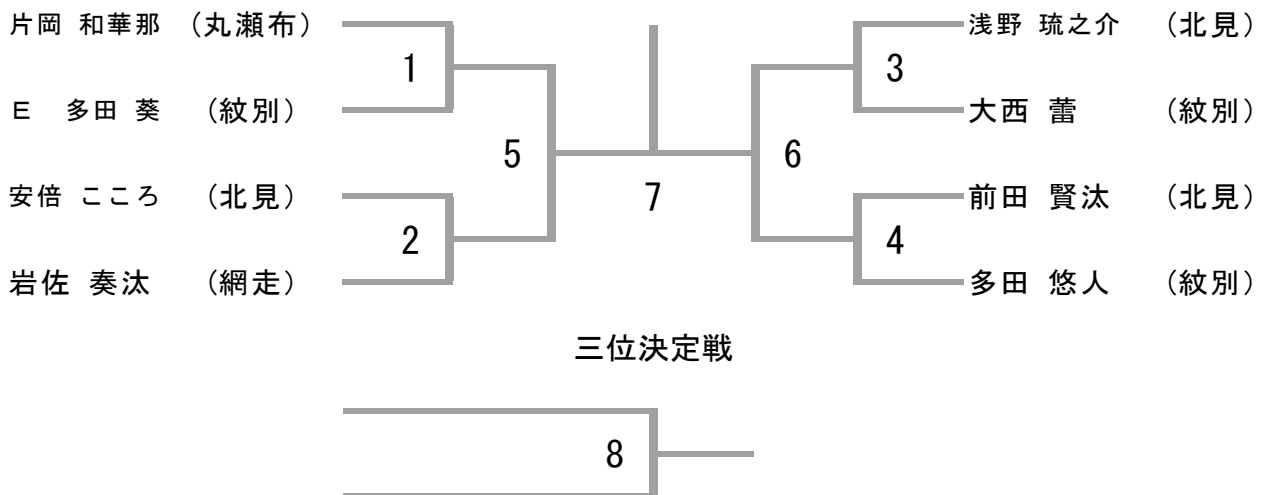 片岡 和華那 (丸瀬布)
1
E 多田 葵 (紋別)
5
安倍 こころ (北見)
2
岩佐 奏汰 (網走)
7
浅野 琉之介 (北見)
3
大西 蕾 (紋別)
6
前田 賢汰 (北見)
4
多田 悠人 (紋別)
三位決定戦
8